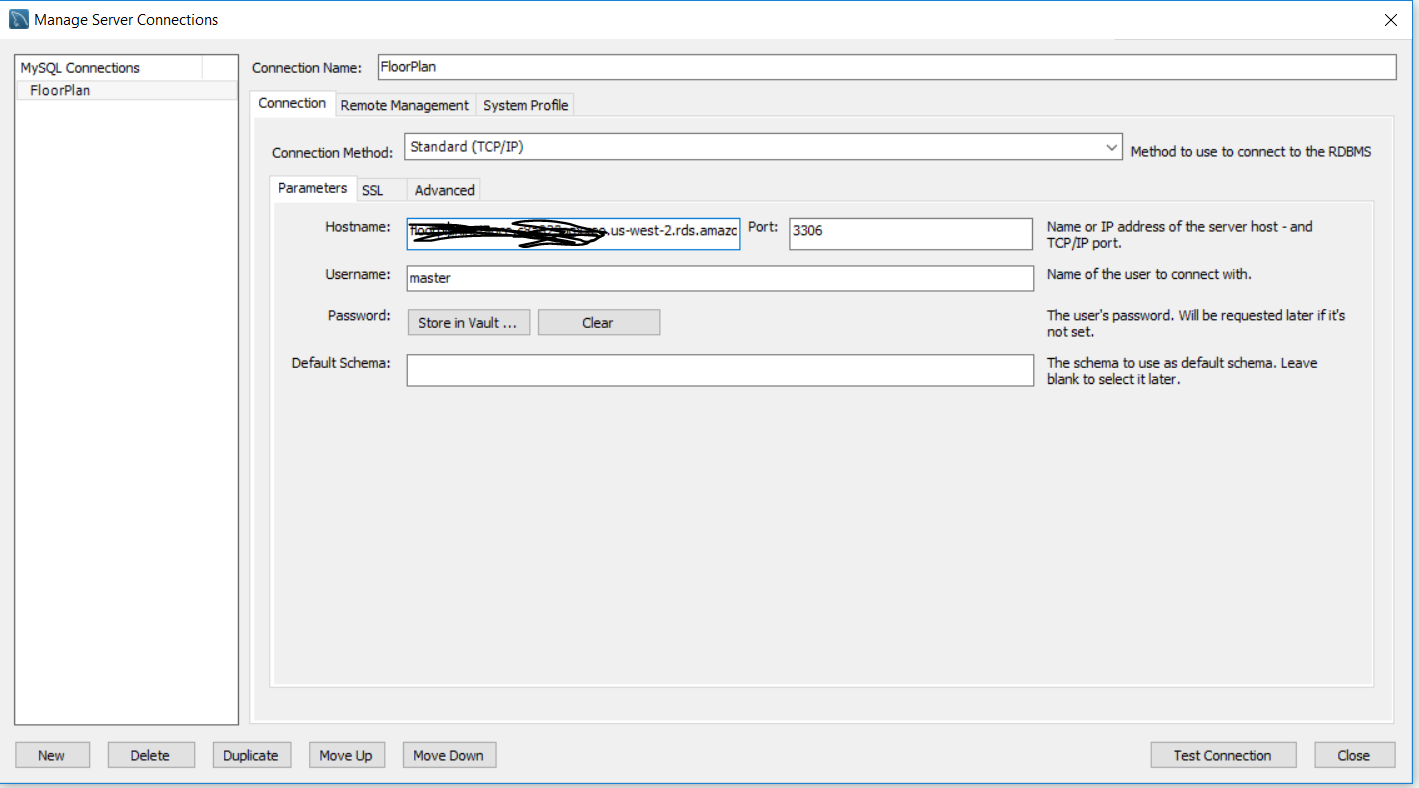 Manage Server Connections
MySQL Connections
FloorPlan
Connection Name:
FloorPlan
Connection
Remote Management
System Profile
Connection Method:
Standard (TCP/IP)
Method to use to connect to the RDBMS
Parameters
SSL
Advanced
Hostname:
.us-west-2.rds.amazo
Port:
3306
Name or IP address of the server host - and
TCP/IP port.
Username:
master
Name of the user to connect with.
Password:
Store in Vault ...
Clear
The user's password. Will be requested later if it's
not set.
Default Schema:
The schema to use as default schema. Leave
blank to select it later.
New
Delete
Duplicate
Move Up
Move Down
Test Connection
Close